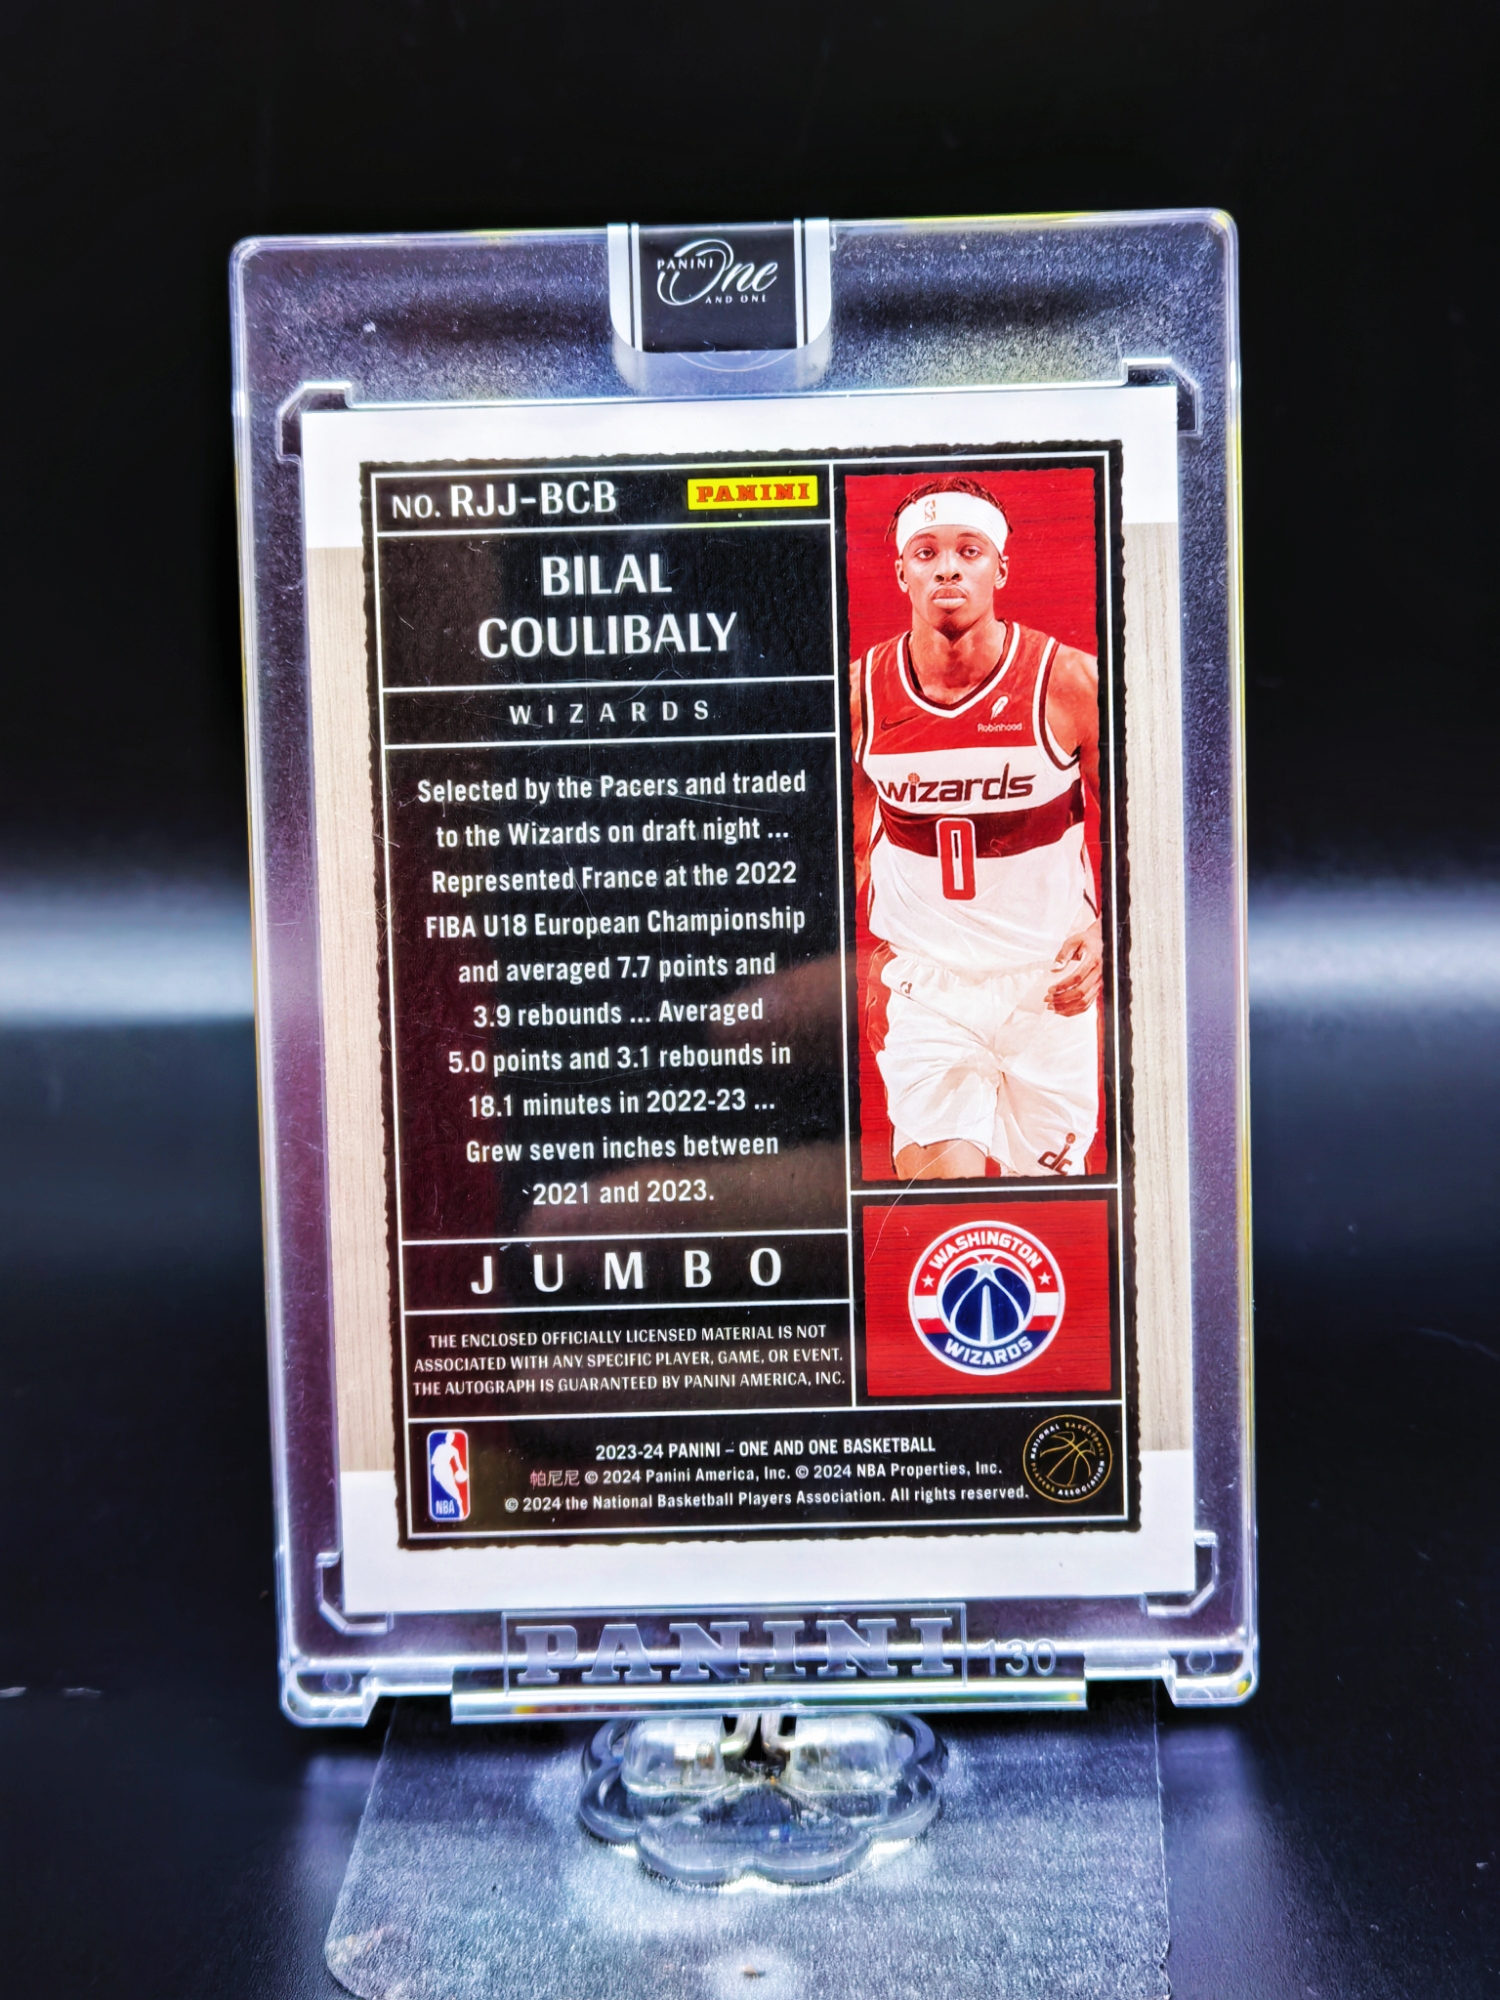 PANINI One
AND ONE
NO. RJJ-BCB
PANINI
BILAL
COULIBALY
WIZARDS
Selected by the Pacers and traded
to the Wizards on draft night ...
Represented France at the 2022
FIBA U18 European Championship
and averaged 7.7 points and
3.9 rebounds ... Averaged
5.0 points and 3.1 rebounds in
18.1 minutes in 2022-23 ...
Grew seven inches between
2021 and 2023.
JUMBO
THE ENCLOSED OFFICIALLY LICENSED MATERIAL IS NOT
ASSOCIATED WITH ANY SPECIFIC PLAYER, GAME, OR EVENT.
THE AUTOGRAPH IS GUARANTEED BY PANINI AMERICA, INC.
Robinhood
wizards
0
dc
WASHINGTON
WIZARDS
NBA
2023-24 PANINI – ONE AND ONE BASKETBALL
帕尼尼 © 2024 Panini America, Inc. © 2024 NBA Properties, Inc.
© 2024 the National Basketball Players Association. All rights reserved.
NATIONAL BASKETBALL
PLAYERS ASSOCIATION
PANINI 130